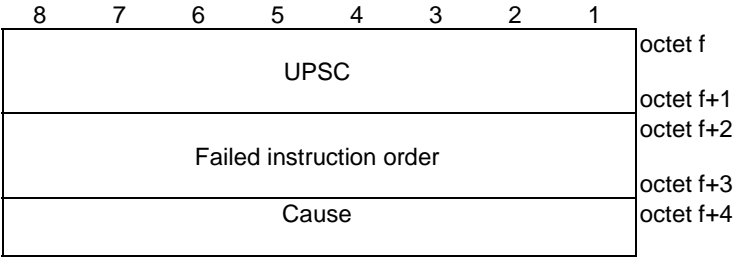 8 7 6 5 4 3 2 1
octet f
UPSC
octet f+1
octet f+2
Failed instruction order
octet f+3
Cause octet f+4